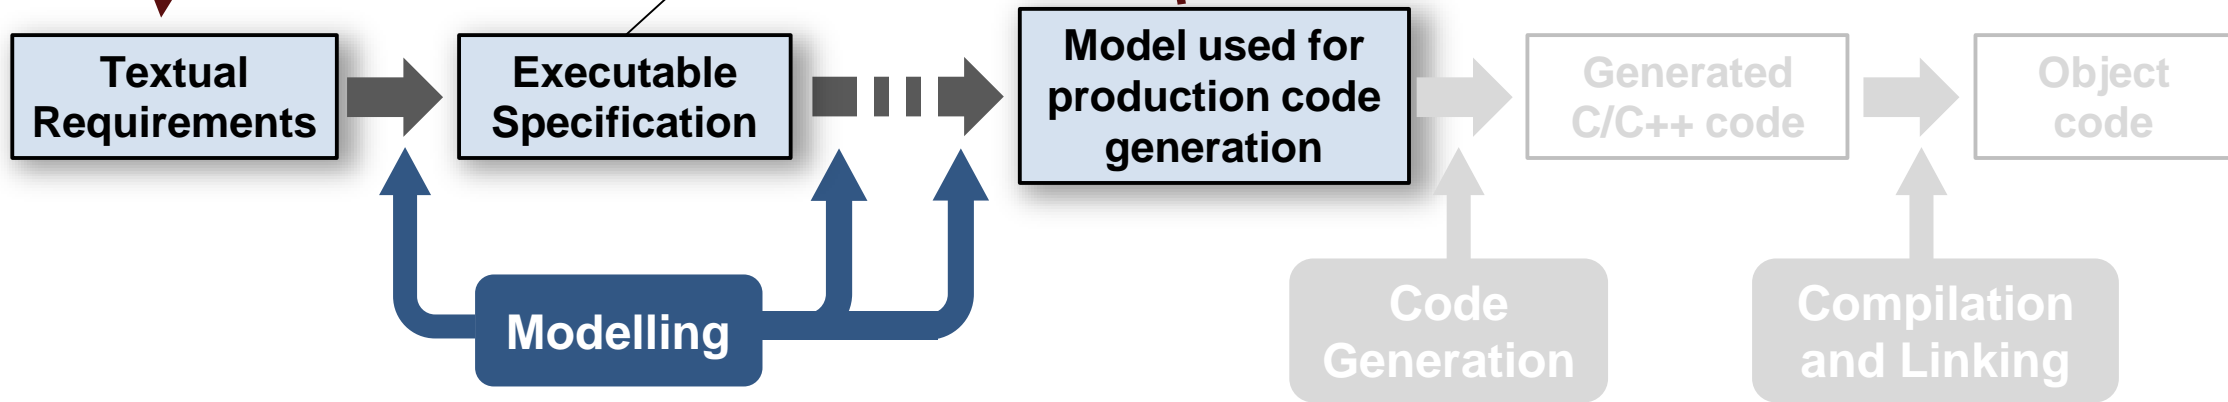 Textual
Requirements
Executable
Specification
Model used for
production code
generation
Generated
C/C++ code
Object
code
Modelling
Code
Generation
Compilation
and Linking